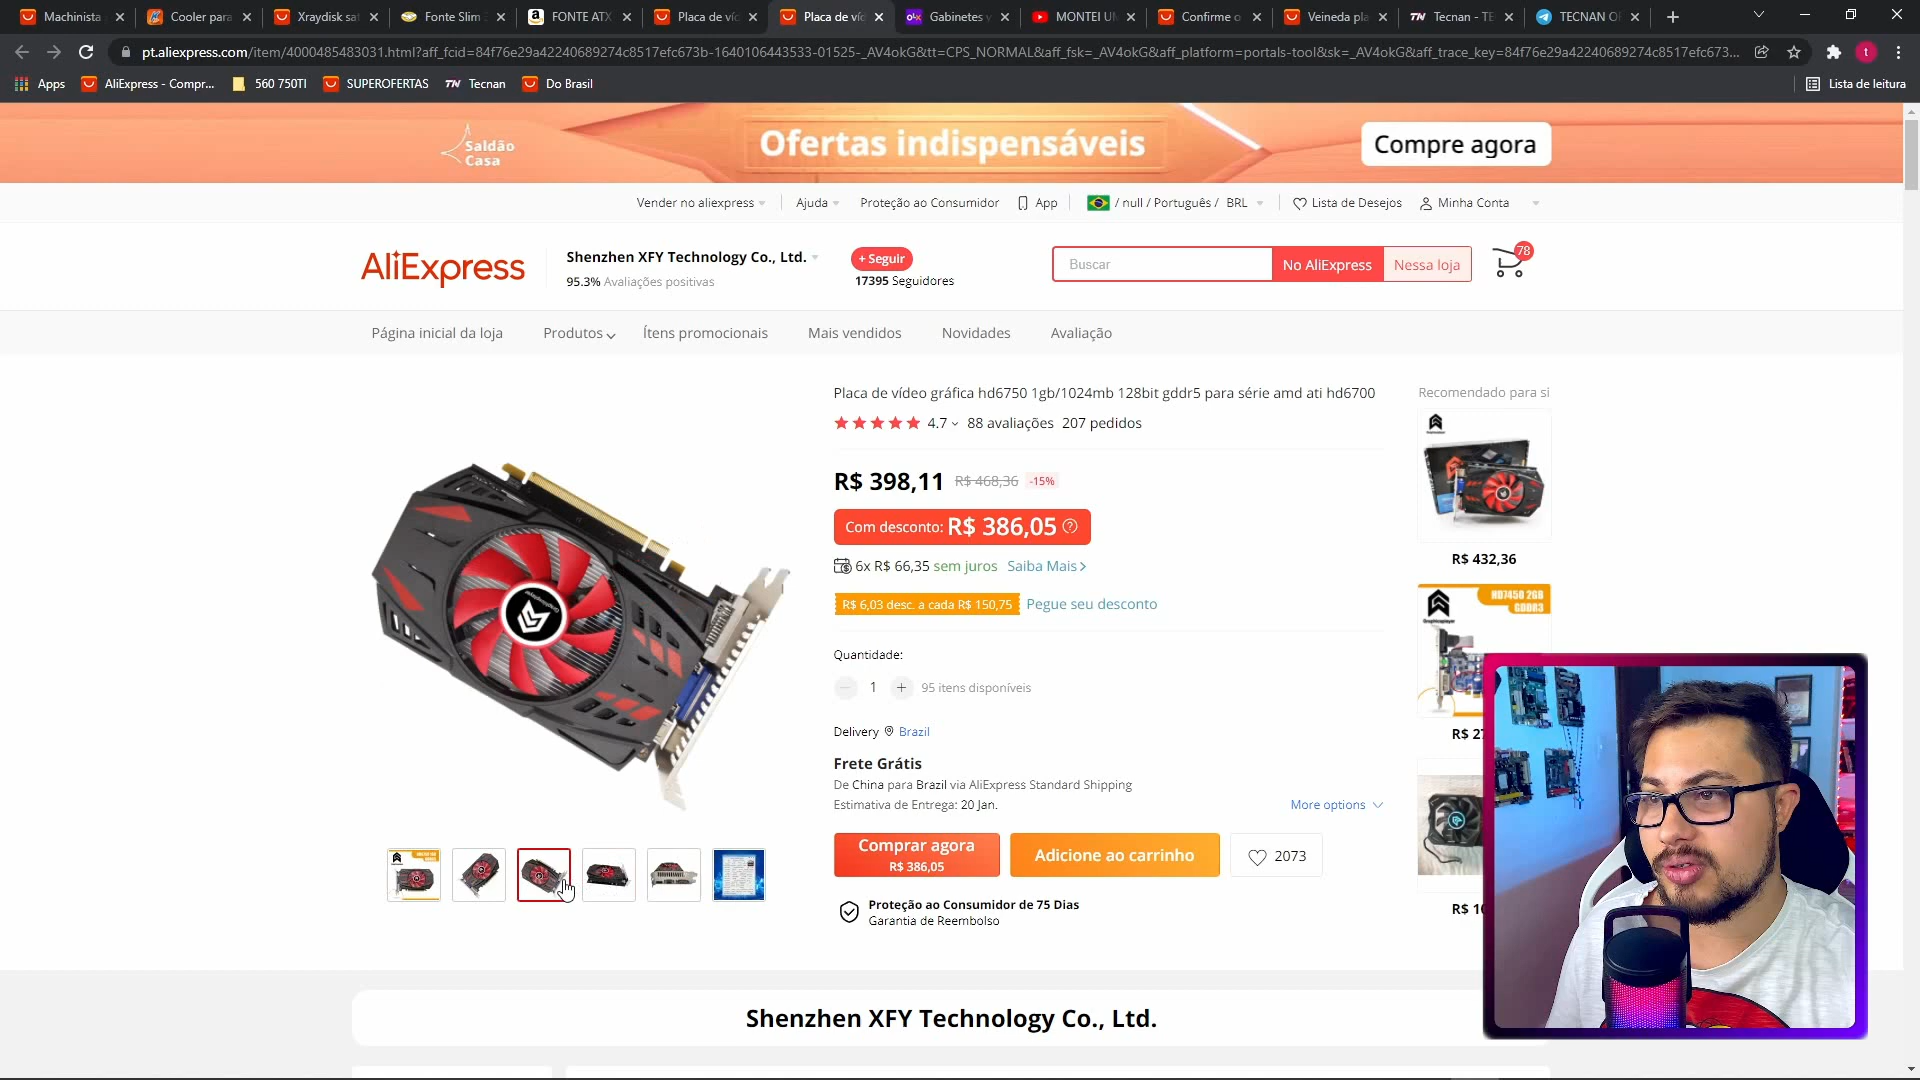 Machinista
Cooler para
Xraydisk sat
Fonte Slim
FONTE ATX
Placa de víd
Placa de víd
Gabinetes
MONTEI UM
Confirme o
Veineda pla
Tecnan - TE
TECNAN OF
pt.aliexpress.com/item/4000485483031.html?aff_fcid=84f76e29a42240689274c8517efc673b-1640106443533-01525-_AV4okG&tt=CPS_NORMAL&aff_fsk=_AV4okG&aff_platform=portals-tool&sk=_AV4okG&aff_trace_key=84f76e29a42240689274c8517efc673...
t
Apps
AliExpress - Compr...
560 750TI
SUPEROFERTAS
TN Tecnan
Do Brasil
Lista de leitura
Saldão
Casa
Ofertas indispensáveis
Compre agora
Vender no aliexpress
Ajuda
Proteção ao Consumidor
App
/ null / Português / BRL
Lista de Desejos
Minha Conta
AliExpress
Shenzhen XFY Technology Co., Ltd.
95.3% Avaliações positivas
+ Seguir
17395 Seguidores
Buscar
No AliExpress
Nessa loja
78
Página inicial da loja
Produtos
Ítens promocionais
Mais vendidos
Novidades
Avaliação
Placa de vídeo gráfica hd6750 1gb/1024mb 128bit gddr5 para série amd ati hd6700
4.7
88 avaliações
207 pedidos
R$ 398,11
R$ 468,36
-15%
Com desconto: R$ 386,05
6x R$ 66,35 sem juros
Saiba Mais
R$ 6,03 desc. a cada R$ 150,75
Pegue seu desconto
Quantidade:
1
95 itens disponíveis
Delivery
Brazil
Frete Grátis
De China para Brazil via AliExpress Standard Shipping
Estimativa de Entrega: 20 Jan.
More options
Comprar agora
R$ 386,05
Adicione ao carrinho
2073
Proteção ao Consumidor de 75 Dias
Garantia de Reembolso
Recomendado para si
R$ 432,36
HD7450 2GB
GDDR3
R$ 27
R$ 10
Shenzhen XFY Technology Co., Ltd.